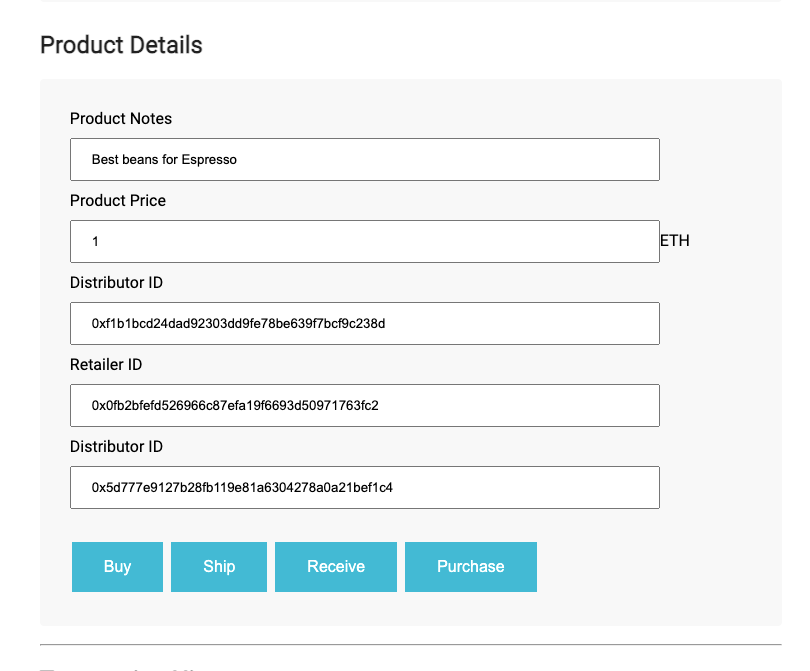 Product Details
Product Notes
Best beans for Espresso
Product Price
1
ETH
Distributor ID
0xf1b1bcd24dad92303dd9fe78be639f7bcf9c238d
Retailer ID
0x0fb2bfefd526966c87efa19f6693d50971763fc2
Distributor ID
0x5d777e9127b28fb119e81a6304278a0a21bef1c4
Buy Ship Receive Purchase